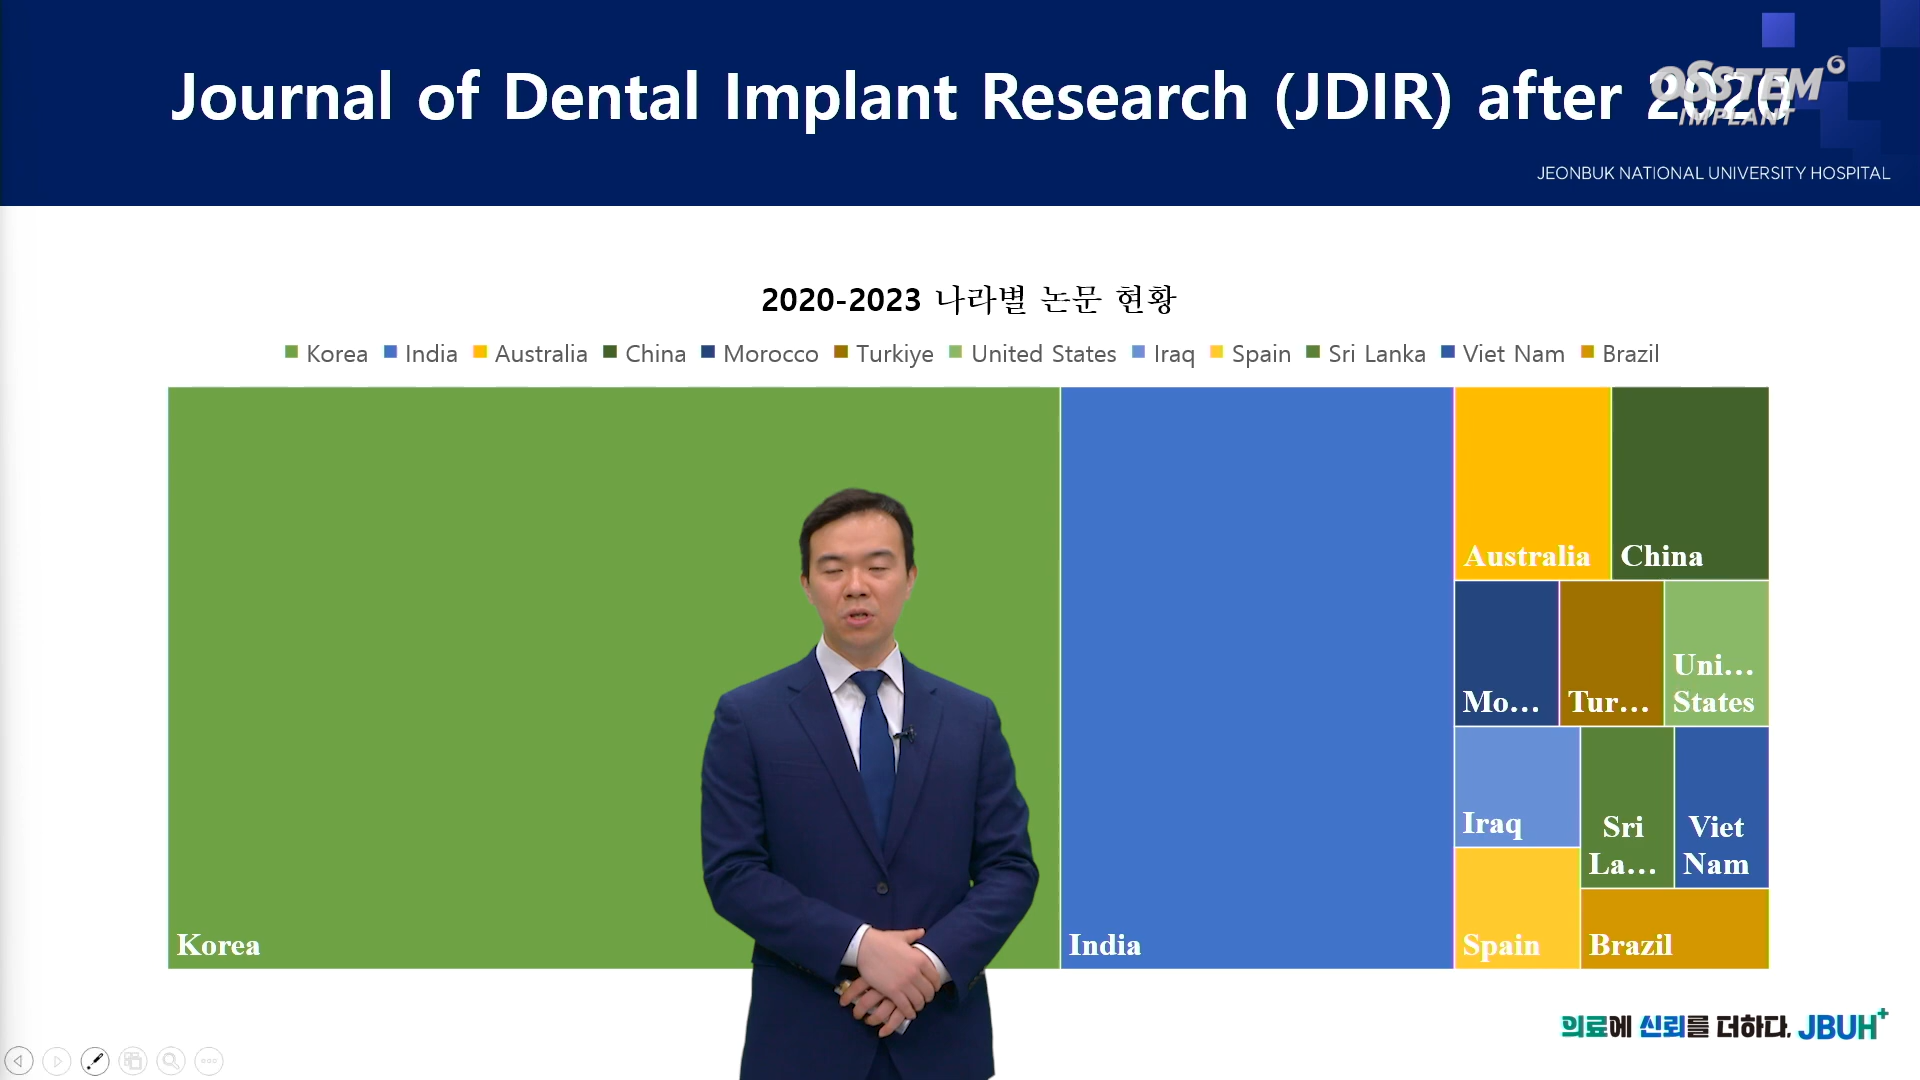 Journal of Dental Implant Research (JDIR) after 2020
OSSTEM
IMPLANT
JEONBUK NATIONAL UNIVERSITY HOSPITAL
2020-2023 나라별 논문 현황
Korea India Australia China Morocco Turkiye United States Iraq Spain Sri Lanka Viet Nam Brazil
Australia
China
Mo...
Tur...
Uni...
States
Iraq
Sri
La...
Viet
Nam
Korea
India
Spain
Brazil
의료에 신뢰를 더하다. JBUH+